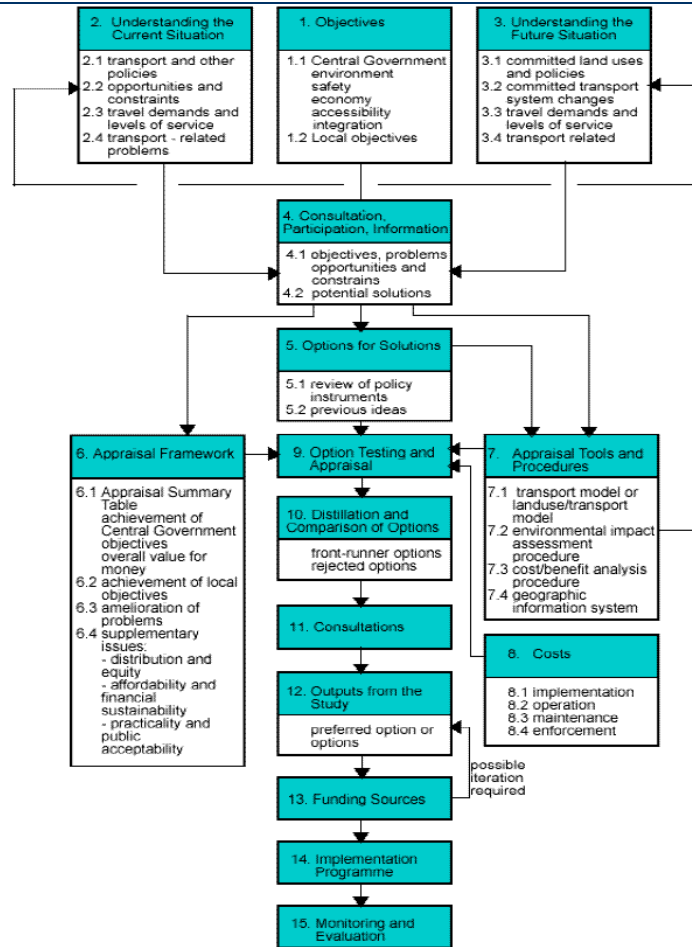 2. Understanding the
Current Situation
2.1 transport and other
policies
2.2 opportunities and
constraints
2.3 travel demands and
levels of service
2.4 transport - related
problems
1. Objectives
1.1 Central Government
environment
safety
economy
accessibility
integration
1.2 Local objectives
3. Understanding the
Future Situation
3.1 committed land uses
and policies
3.2 committed transport
system changes
3.3 travel demands and
levels of service
3.4 transport related
4. Consultation,
Participation, Information
4.1 objectives, problems
opportunities and
constrains
4.2 potential solutions
5. Options for Solutions
5.1 review of policy
instruments
5.2 previous ideas
6. Appraisal Framework
6.1 Appraisal Summary
Table
achievement of
Central Government
objectives
overall value for
money
6.2 achievement of local
objectives
6.3 amelioration of
problems
6.4 supplementary
issues:
- distribution and
equity
- affordability and
financial
sustainability
- practicality and
public
acceptability
9. Option Testing and
Appraisal
7. Appraisal Tools and
Procedures
7.1 transport model or
landuse/transport
model
7.2 environmental impact
assessment
procedure
7.3 cost/benefit analysis
procedure
7.4 geographic
information system
10. Distillation and
Comparison of Options
front-runner options
rejected options
11. Consultations
8. Costs
8.1 implementation
8.2 operation
8.3 maintenance
8.4 enforcement
12. Outputs from the
Study
preferred option or
options
possible
iteration
required
13. Funding Sources
14. Implementation
Programme
15. Monitoring and
Evaluation